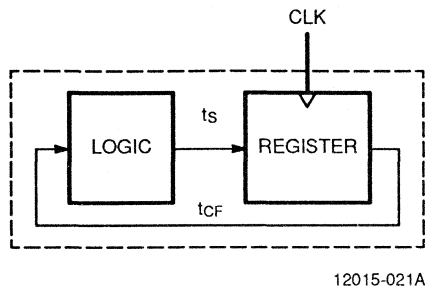 CLK
tS
LOGIC
REGISTER
tCF
12015-021A